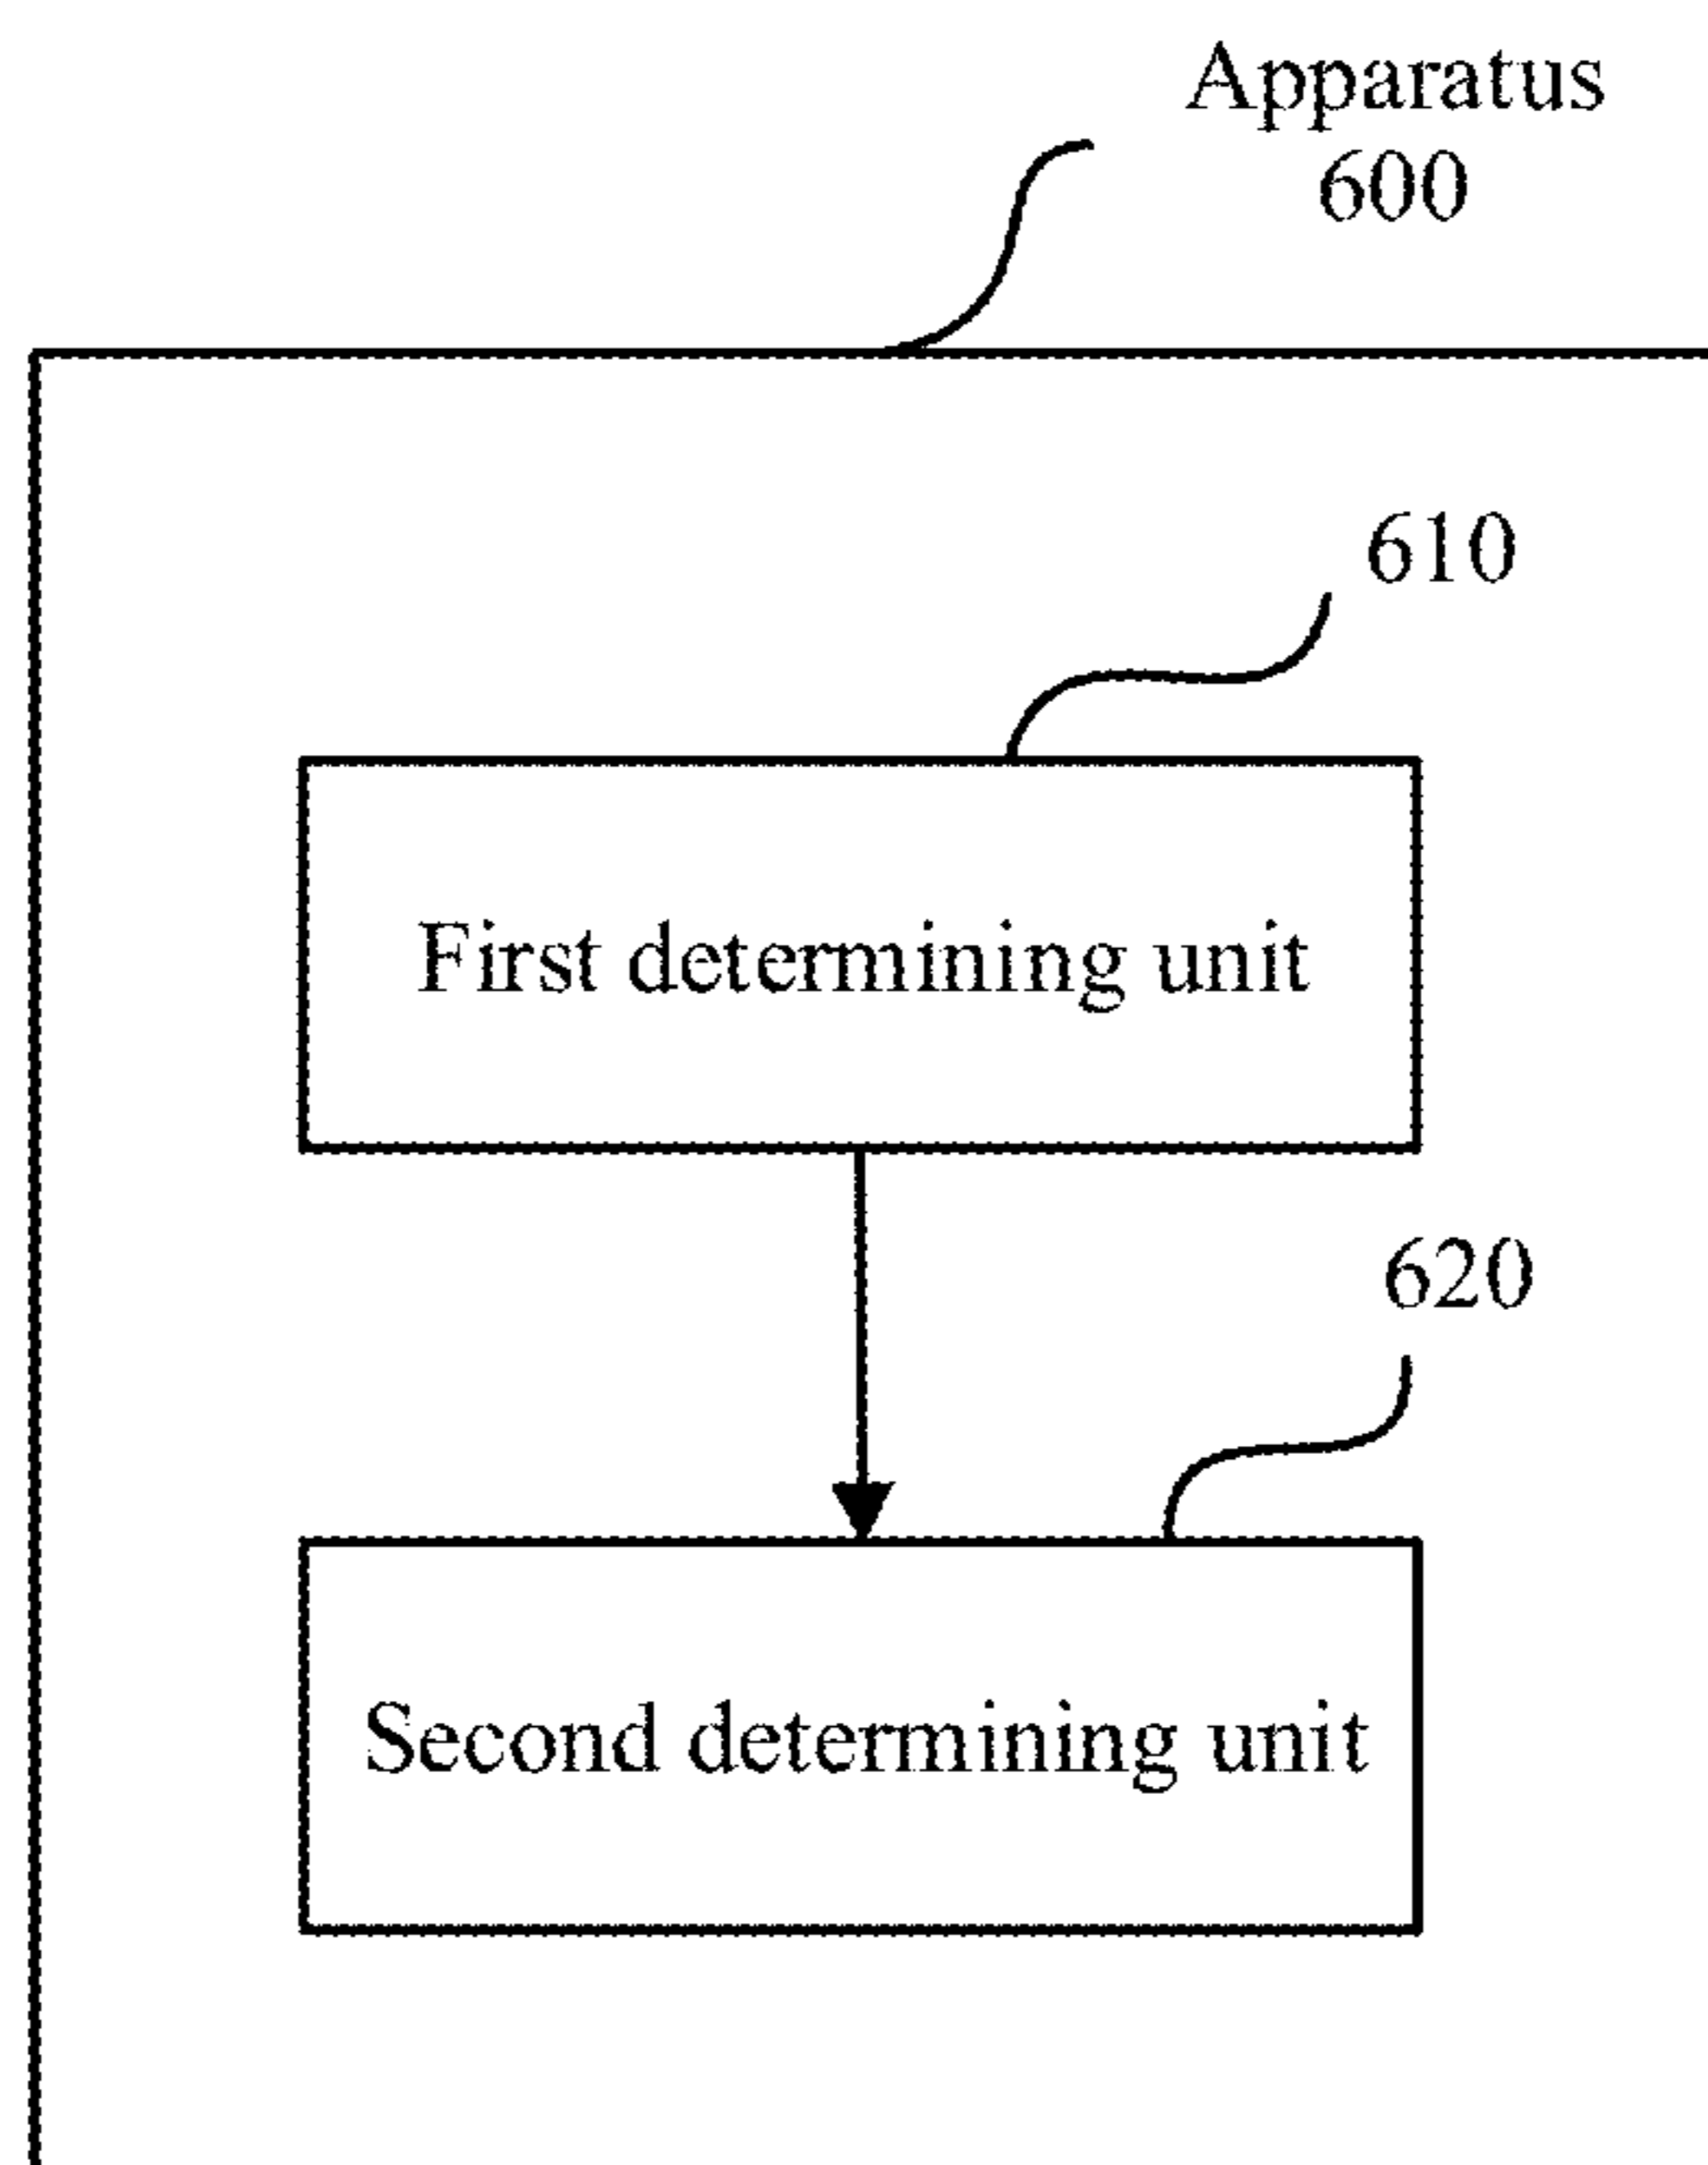 Apparatus
600
610
First determining unit
620
Second determining unit